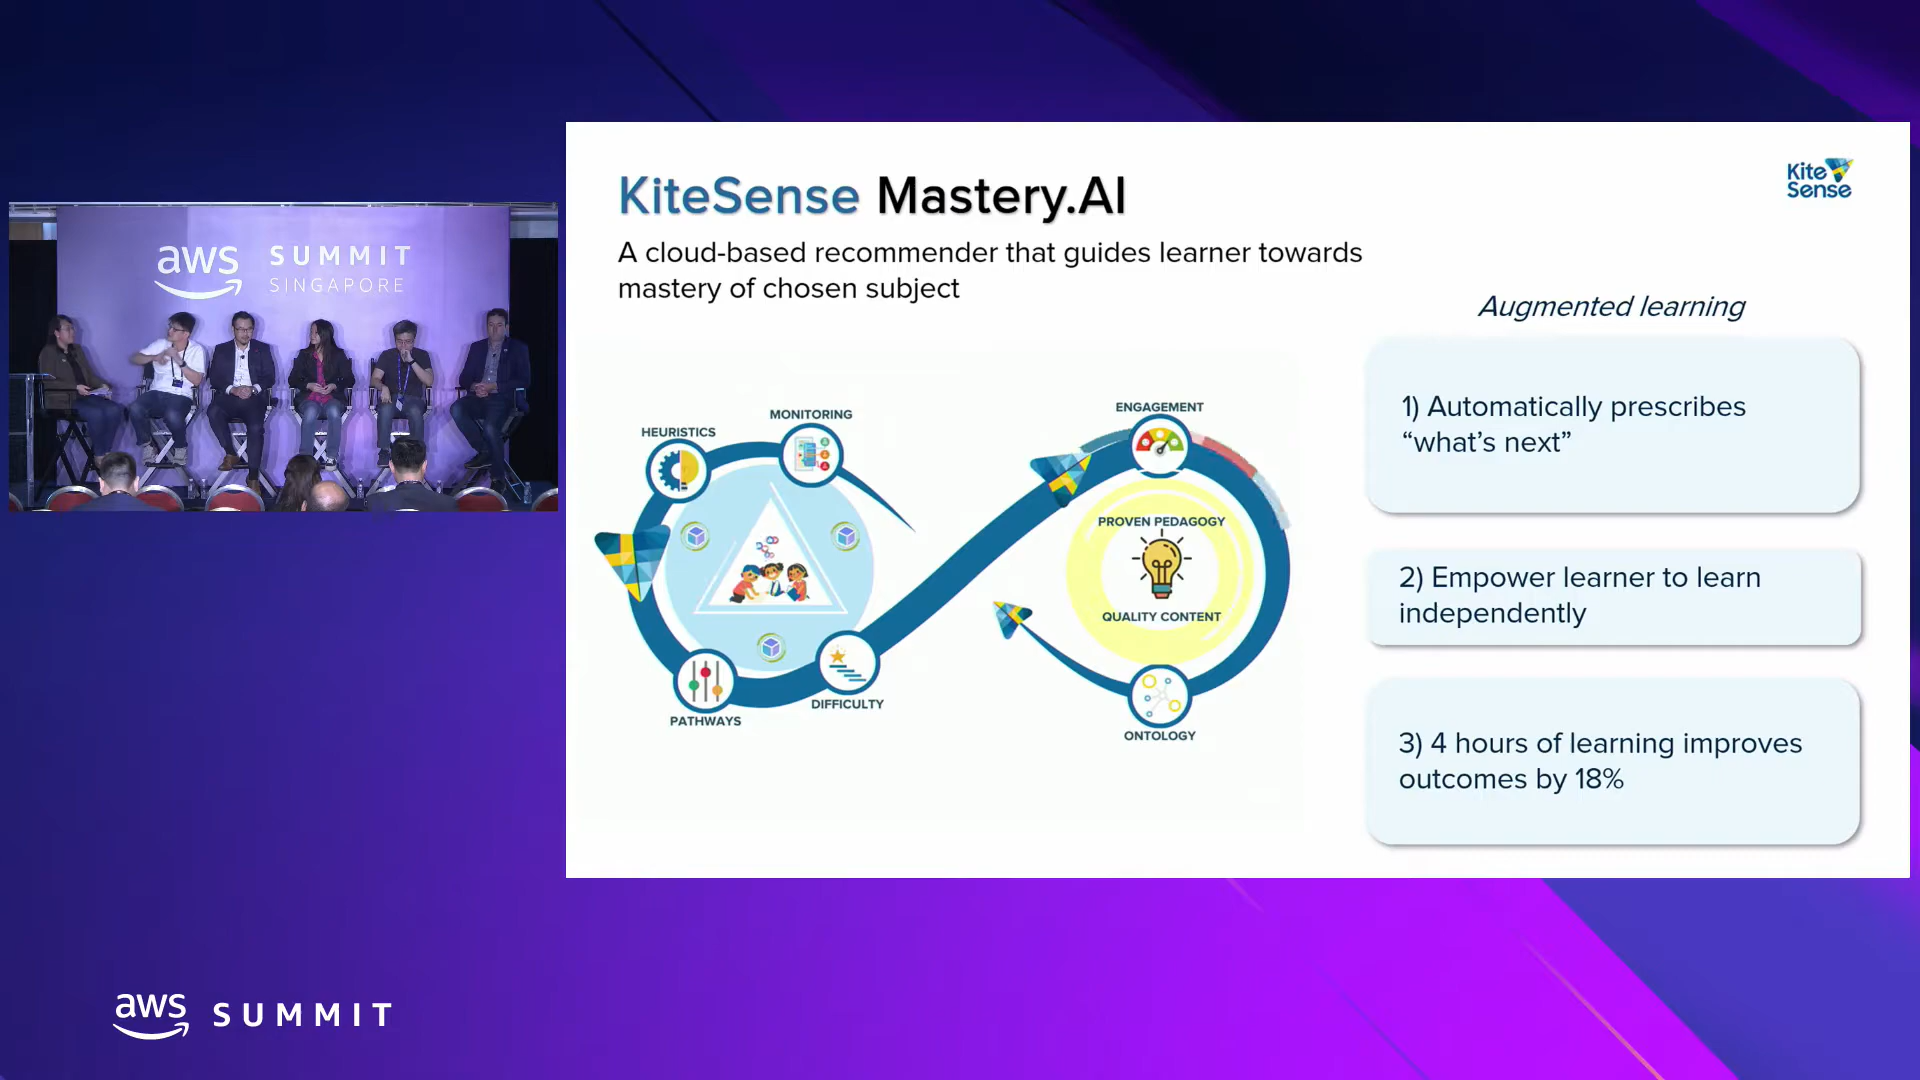 aws SUMMIT
SINGAPORE
KiteSense Mastery.AI
A cloud-based recommender that guides learner towards
mastery of chosen subject
Kite
Sense
Augmented learning
1) Automatically prescribes
“what’s next”
2) Empower learner to learn
independently
3) 4 hours of learning improves
outcomes by 18%
HEURISTICS
MONITORING
PATHWAYS
DIFFICULTY
ENGAGEMENT
PROVEN PEDAGOGY
QUALITY CONTENT
ONTOLOGY
aws SUMMIT